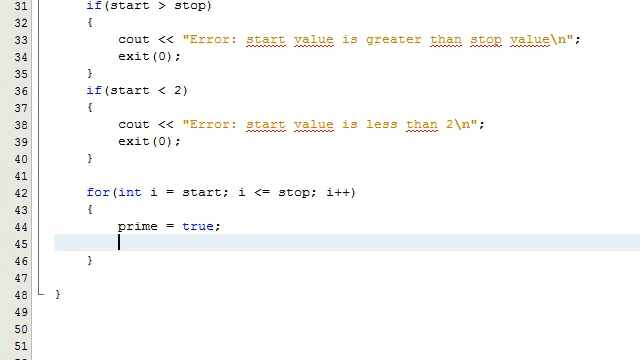 31 if(start > stop)
32 {
33 cout << "Error: start value is greater than stop value\n";
34 exit(0);
35 }
36 if(start < 2)
37 {
38 cout << "Error: start value is less than 2\n";
39 exit(0);
40 }
41
42 for(int i = start; i <= stop; i++)
43 {
44 prime = true;
45
46 }
47
48 }
49
50
51